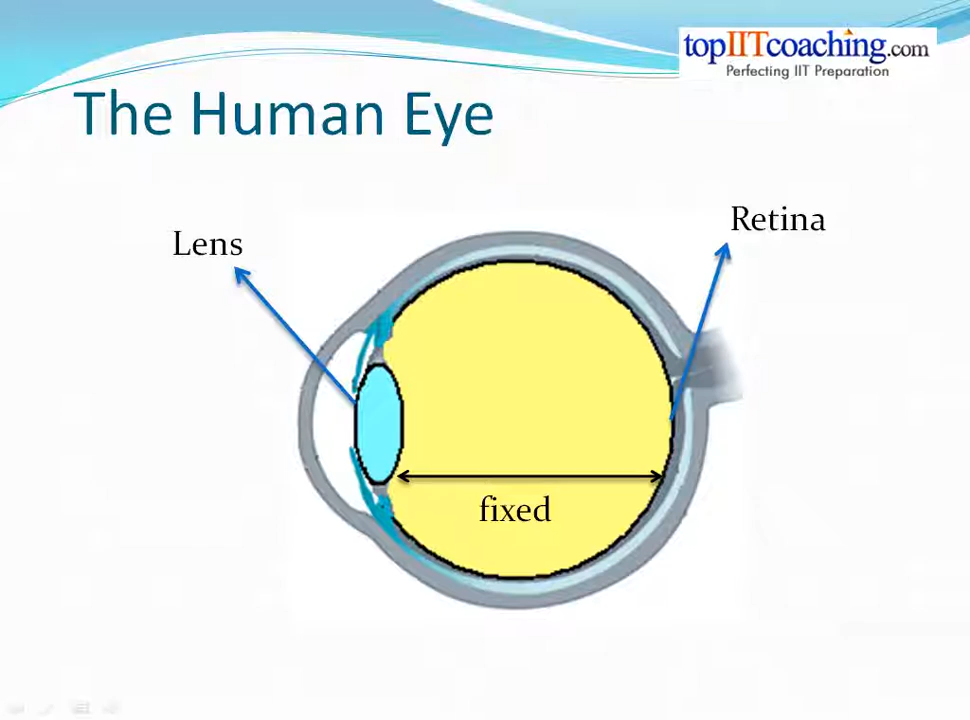 topIITcoaching.com
Perfecting IIT Preparation
The Human Eye
Retina
Lens
fixed